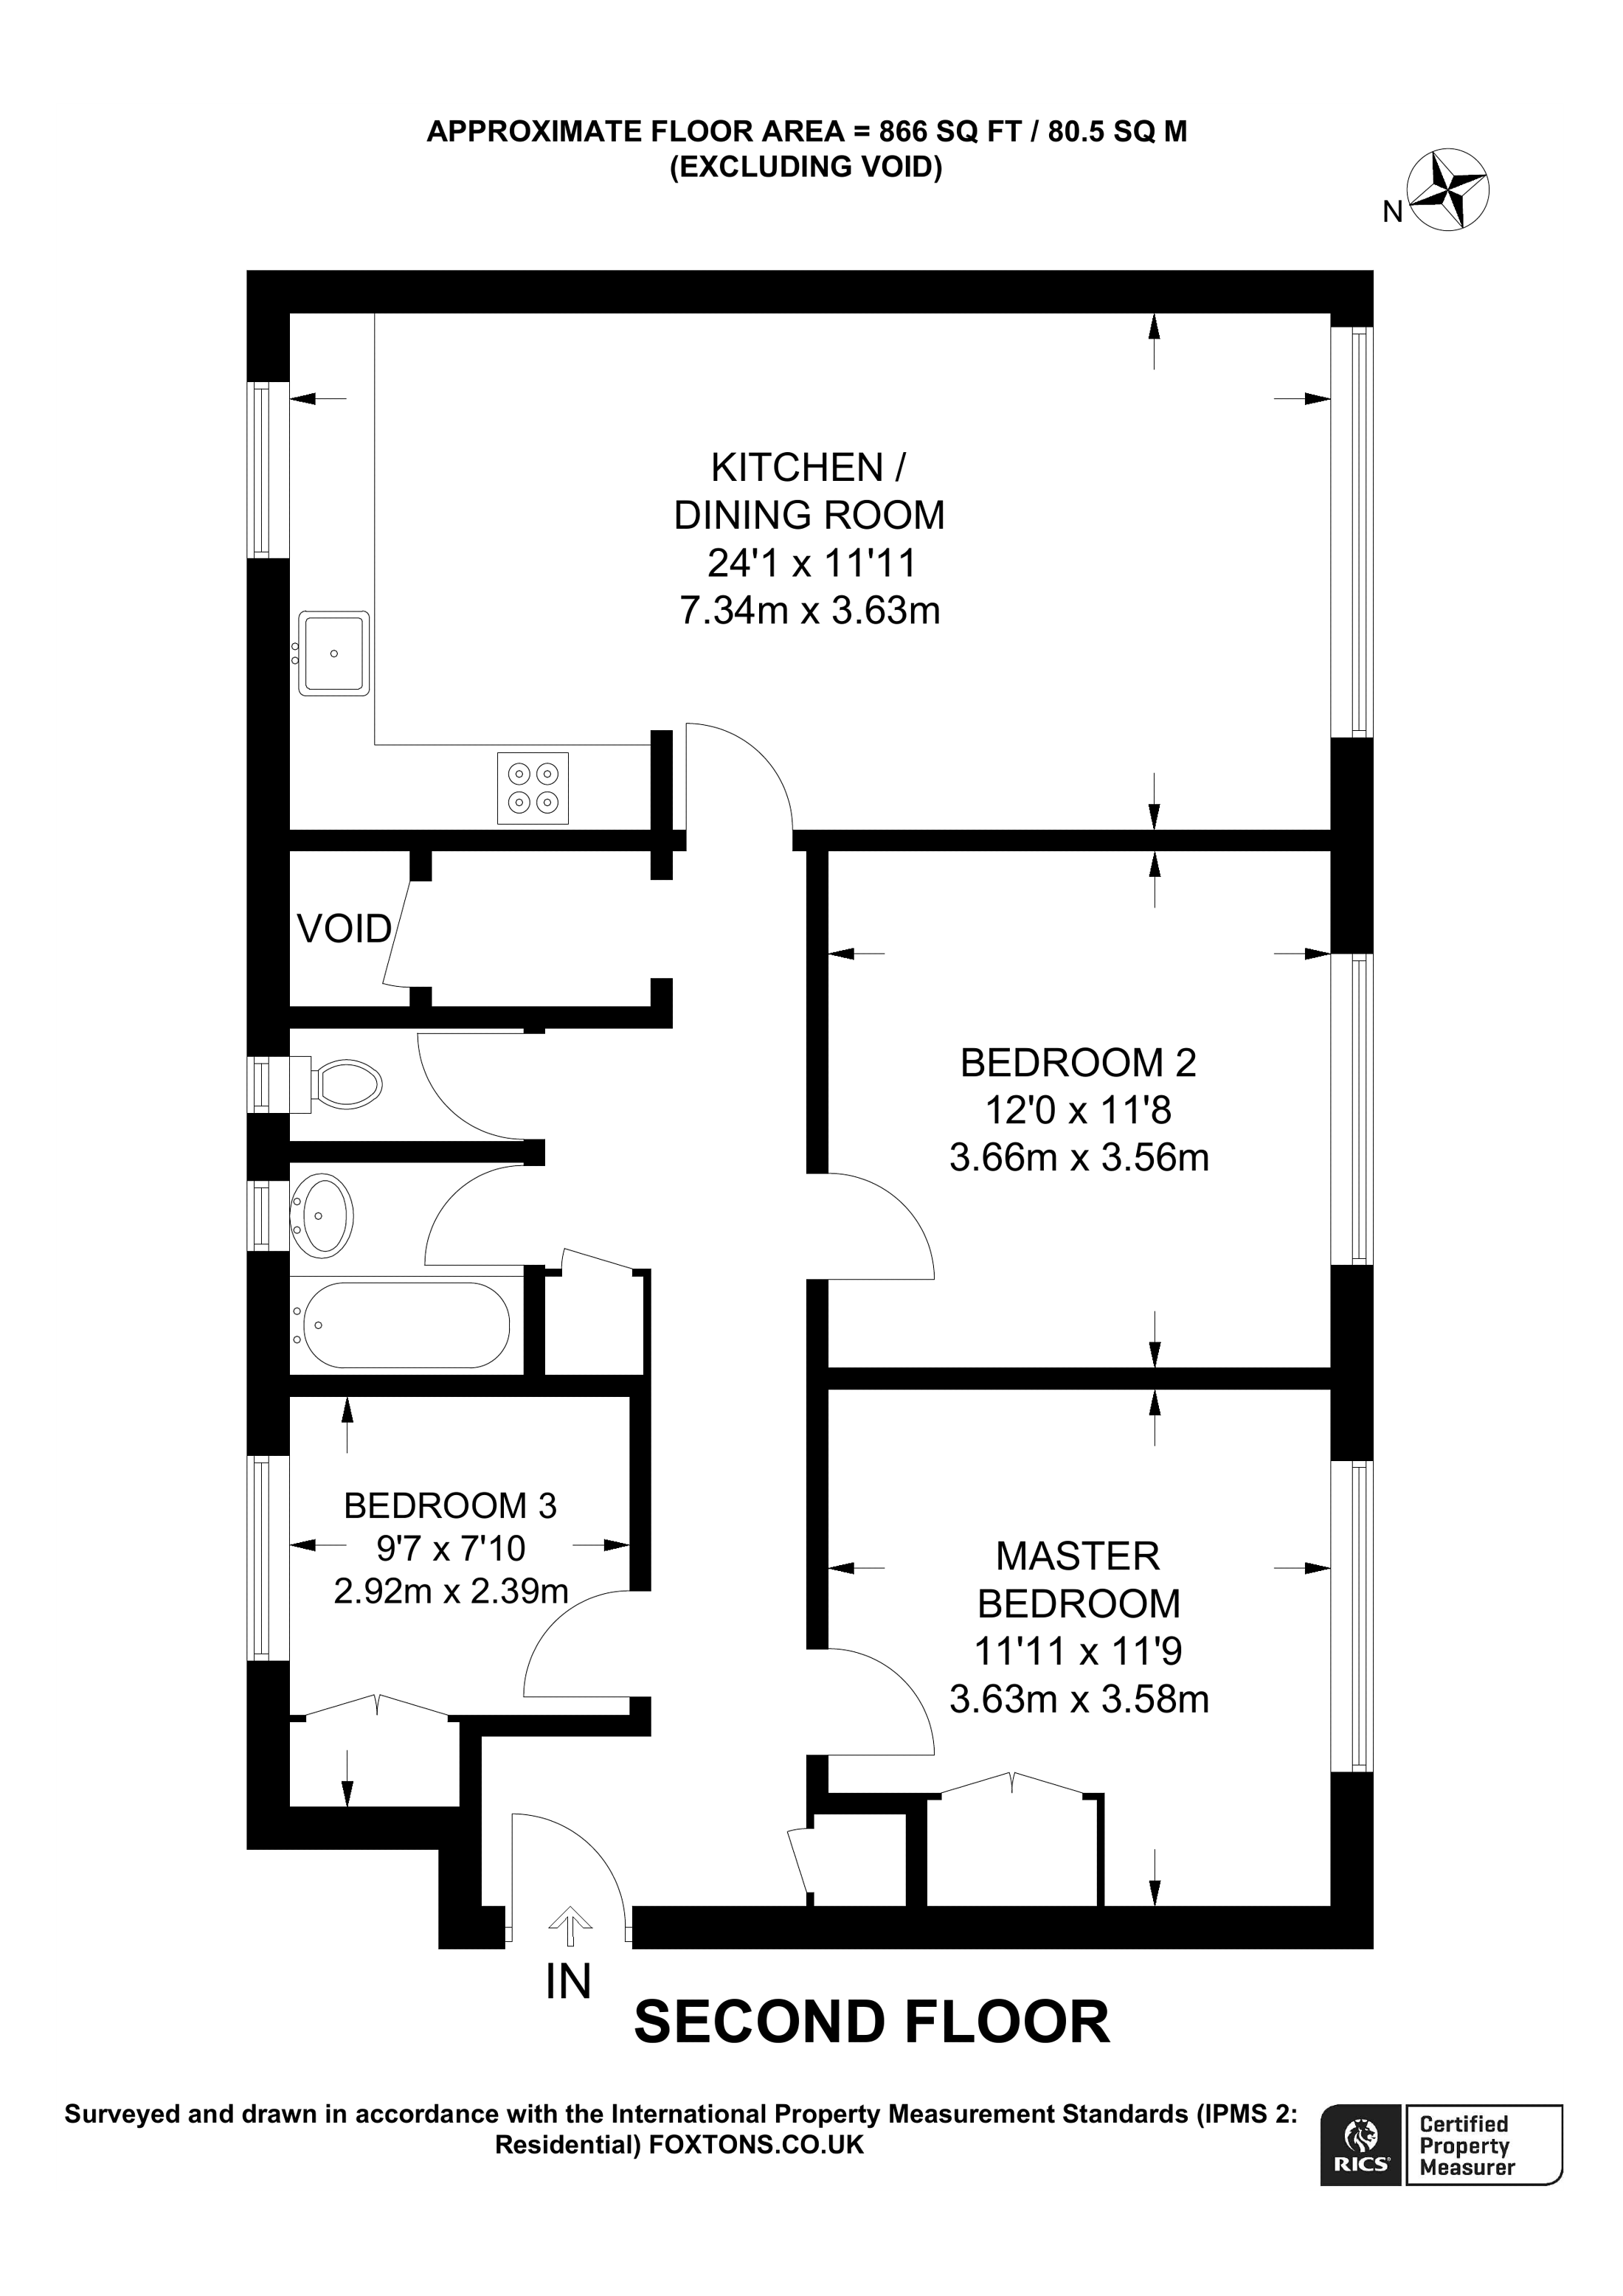 APPROXIMATE FLOOR AREA = 866 SQ FT / 80.5 SQ M
(EXCLUDING VOID)
N
KITCHEN /
DINING ROOM
24'1 x 11'11
7.34m x 3.63m
VOID
BEDROOM 2
12'0 x 11'8
3.66m x 3.56m
BEDROOM 3
9'7 x 7'10
2.92m x 2.39m
MASTER
BEDROOM
11'11 x 11'9
3.63m x 3.58m
IN
SECOND FLOOR
Surveyed and drawn in accordance with the International Property Measurement Standards (IPMS 2:
Residential) FOXTONS.CO.UK
RICS®
Certified
Property
Measurer